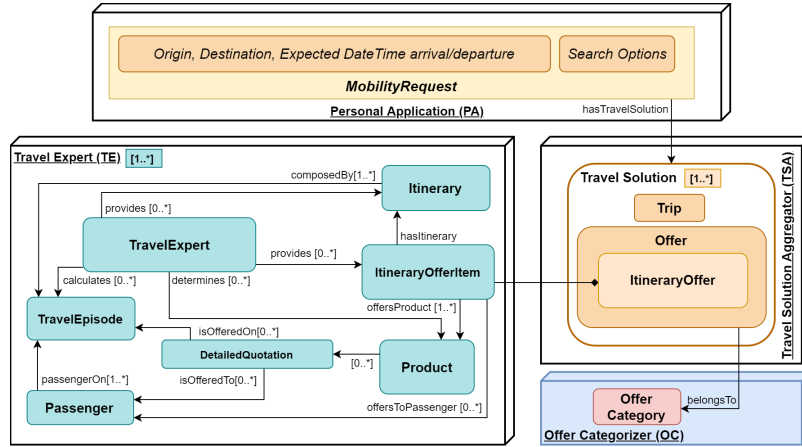 Origin, Destination, Expected DateTime arrival/departure
Search Options
MobilityRequest
Personal Application (PA)
hasTravelSolution
Travel Expert (TE)
[1..*]
composedBy[1..*]
Itinerary
provides [0..*]
hasItinerary
TravelExpert
provides [0..*]
ItineraryOfferItem
calculates [0..*]
determines [0..*]
offersProduct [1..*]
TravelEpisode
isOfferedOn[0..*]
DetailedQuotation
[0..*]
Product
isOfferedTo[0..*]
passengerOn[1..*]
Passenger
offersToPassenger [0..*]
Travel Solution
[1..*]
Trip
Offer
ItineraryOffer
Travel Solution Aggregator (TSA)
Offer
Category
belongsTo
Offer Categorizer (OC)